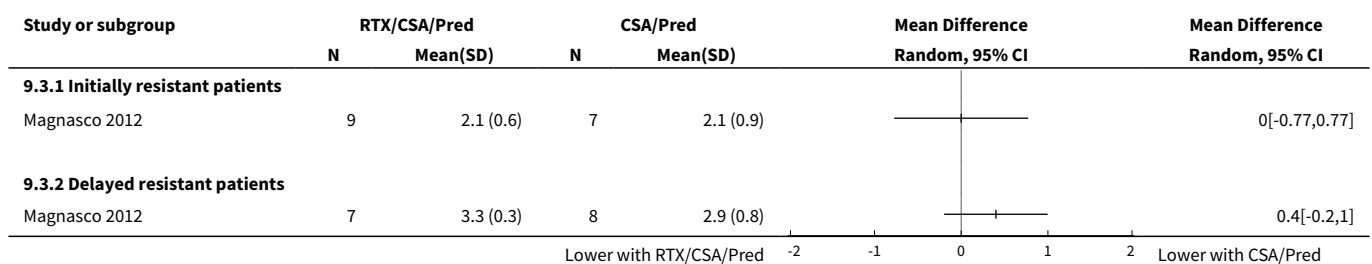 Study or subgroup RTX/CSA/Pred CSA/Pred Mean Difference Mean Difference
N Mean(SD) N Mean(SD) Random, 95% CI Random, 95% CI
9.3.1 Initially resistant patients
Magnasco 2012 9 2.1 (0.6) 7 2.1 (0.9) 0[-0.77,0.77]
9.3.2 Delayed resistant patients
Magnasco 2012 7 3.3 (0.3) 8 2.9 (0.8) 0.4[-0.2,1]
Lower with RTX/CSA/Pred -2 -1 0 1 2 Lower with CSA/Pred